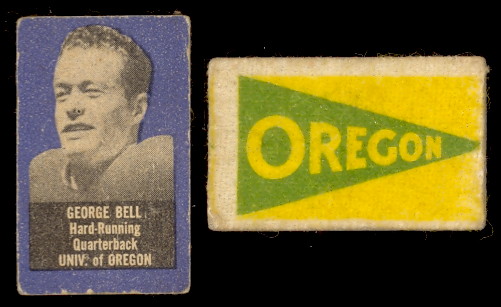 GEORGE BELL
Hard-Running
Quarterback
UNIV. of OREGON
OREGON